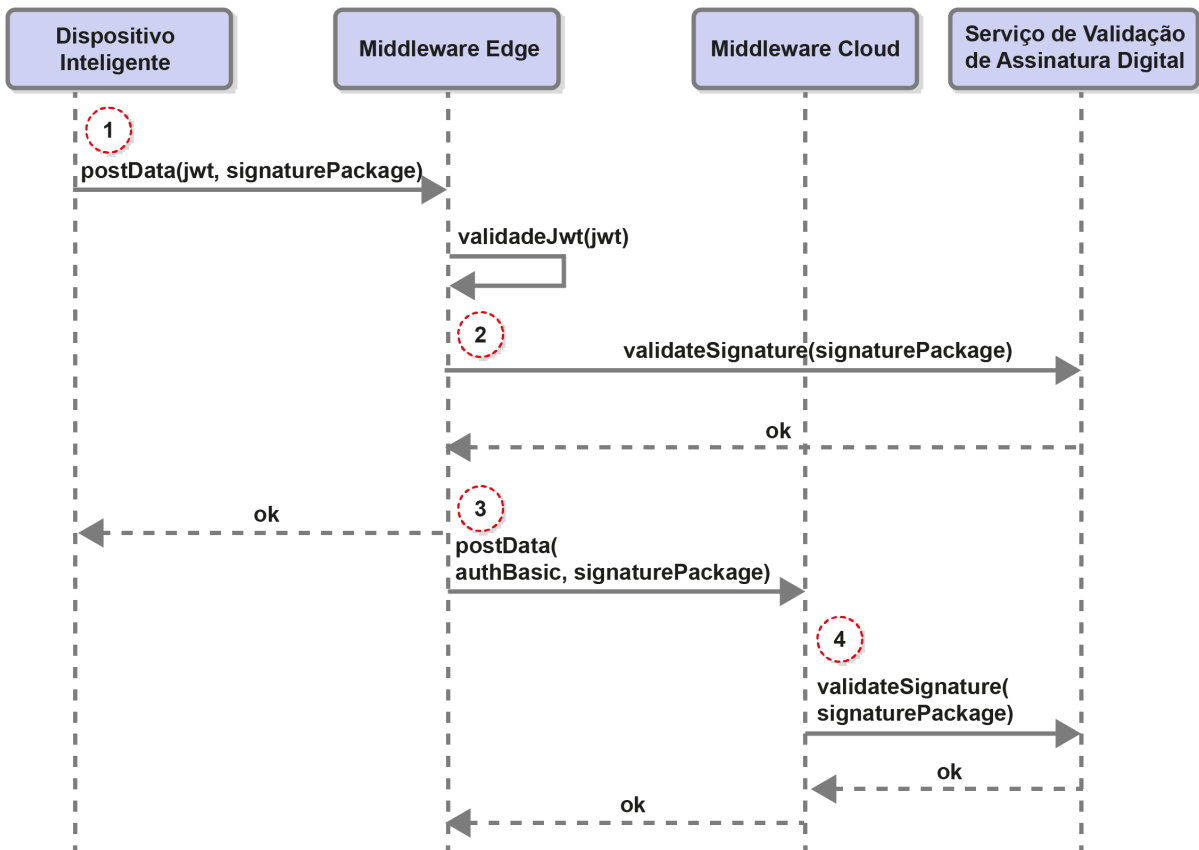 Dispositivo
Inteligente
Middleware Edge
Middleware Cloud
Serviço de Validação
de Assinatura Digital
1
postData(jwt, signaturePackage)
validadeJwt(jwt)
2
validateSignature(signaturePackage)
ok
ok
3
postData(
authBasic, signaturePackage)
4
validateSignature(
signaturePackage)
ok
ok